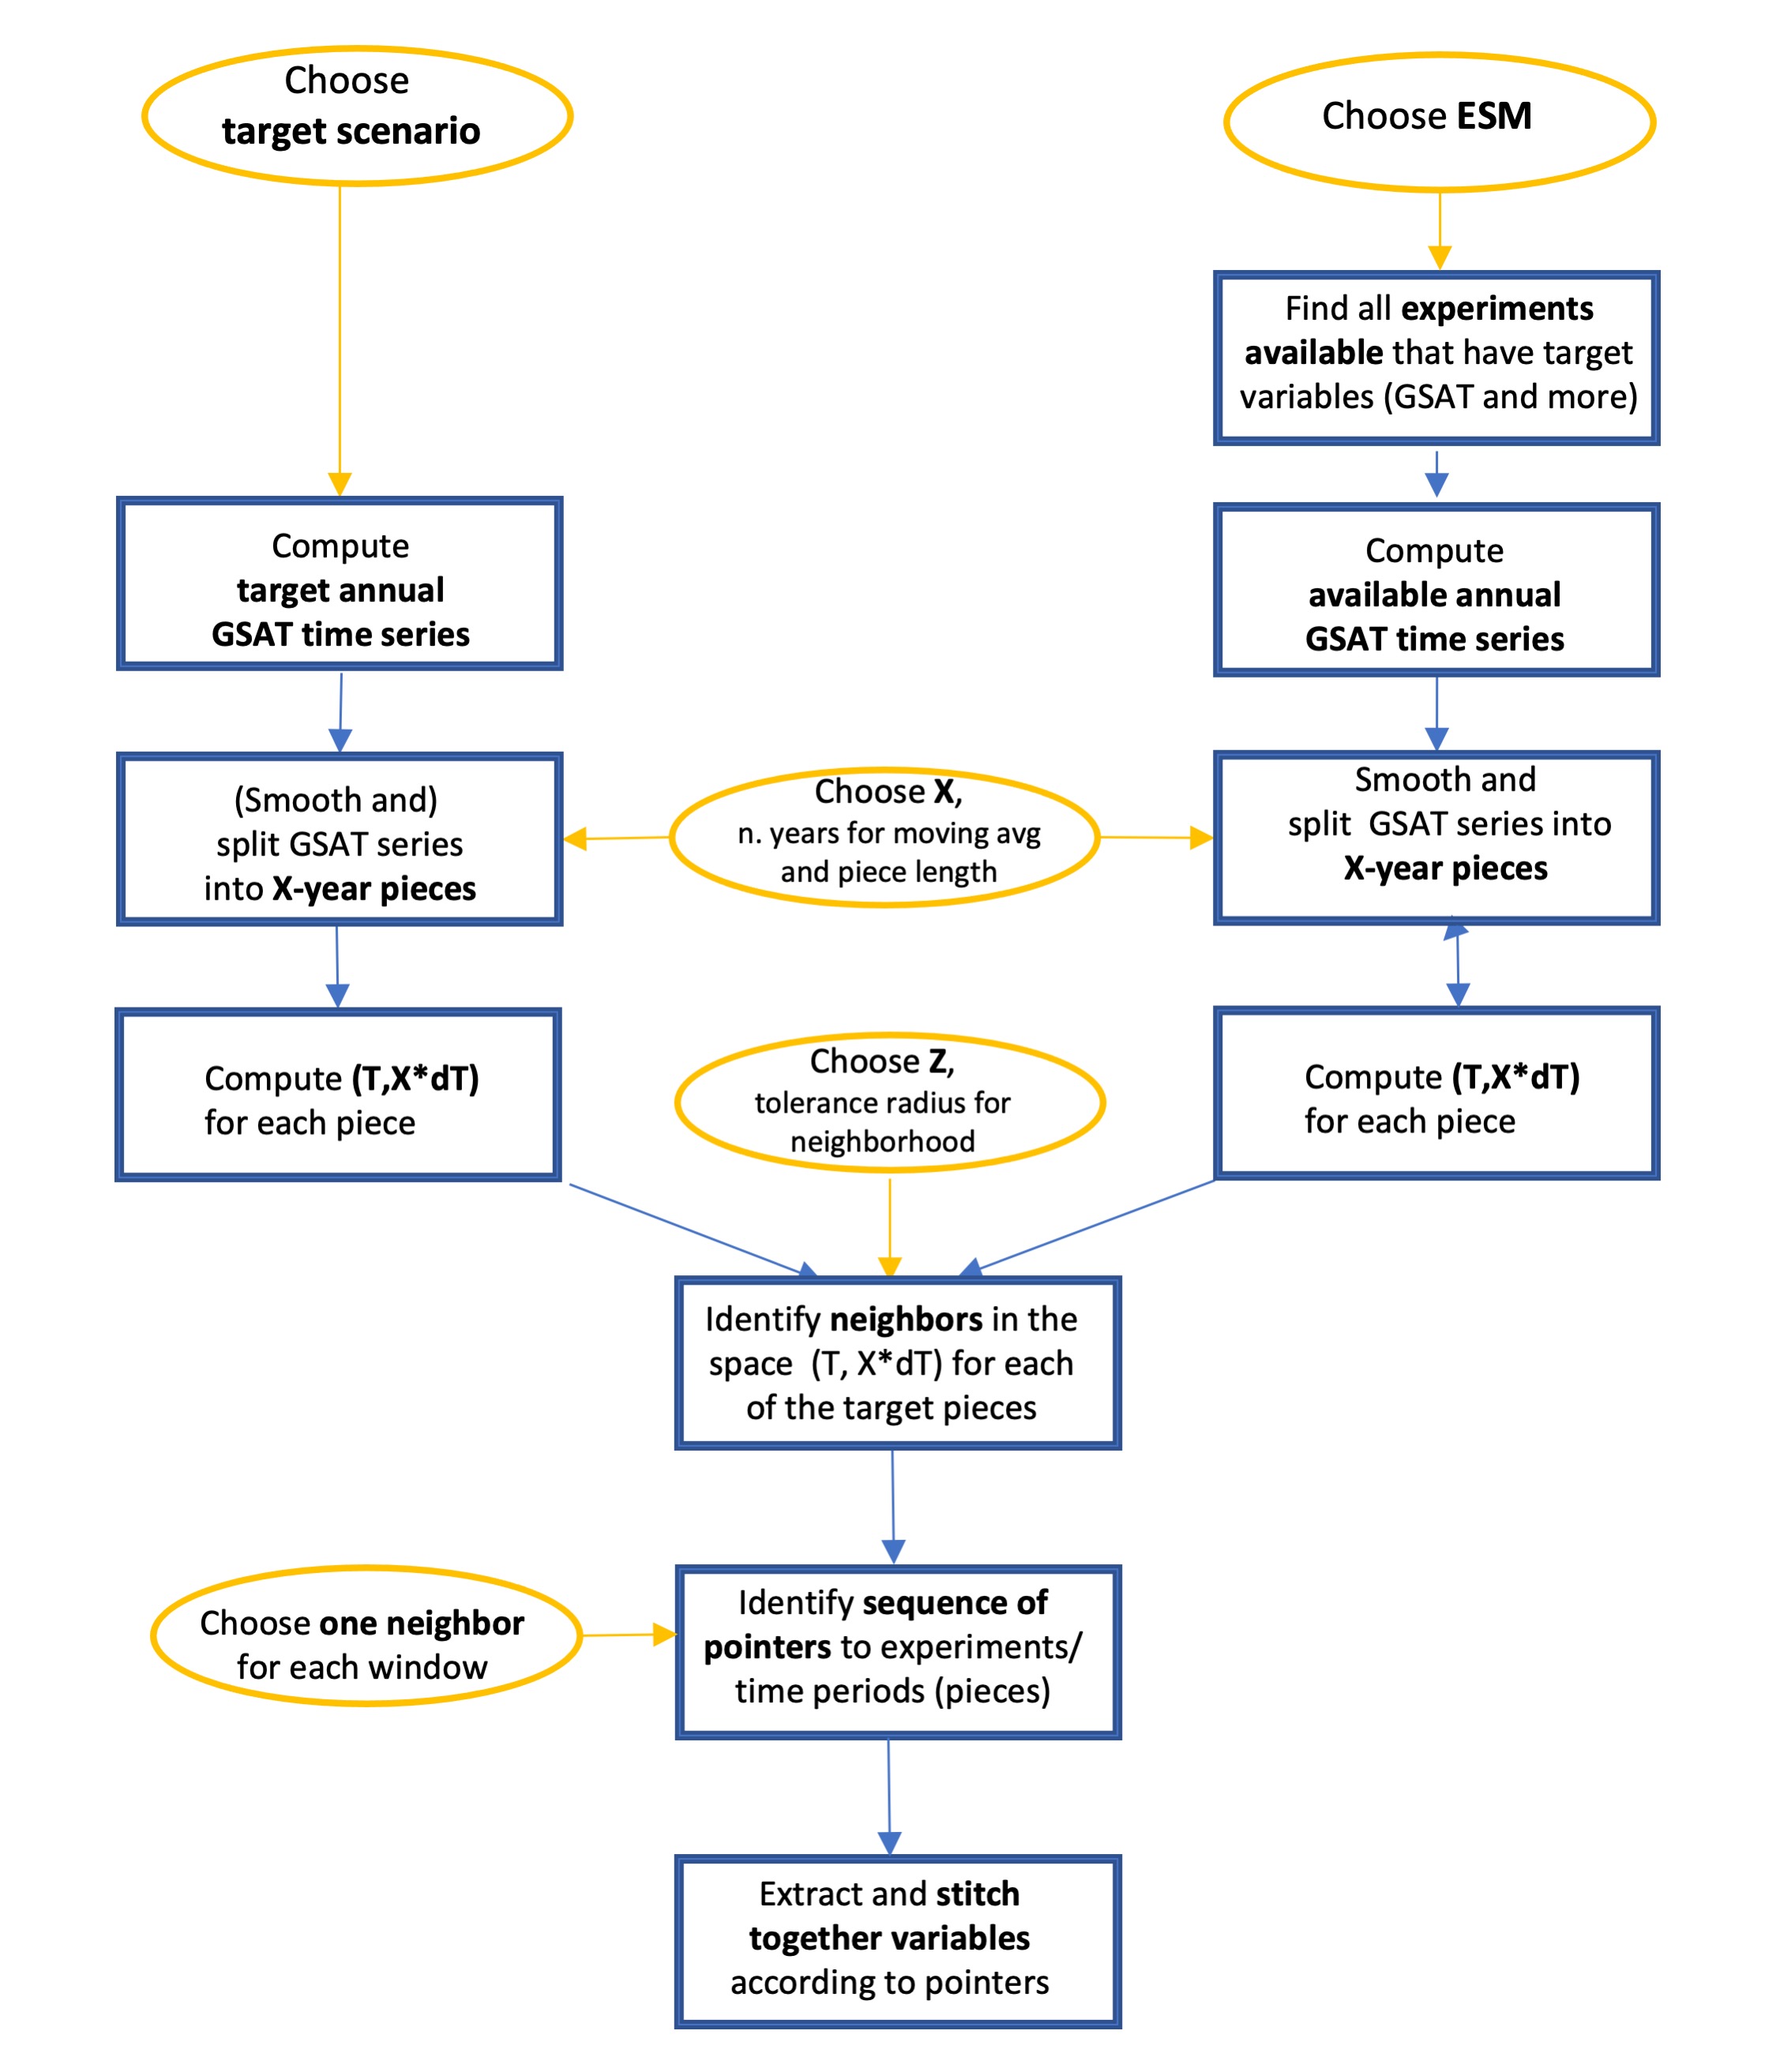 Choose
target scenario
Choose ESM
Find all experiments
available that have target
variables (GSAT and more)
Compute
target annual
GSAT time series
Compute
available annual
GSAT time series
(Smooth and)
split GSAT series
into X-year pieces
Choose X,
n. years for moving avg
and piece length
Smooth and
split GSAT series into
X-year pieces
Compute (T,X*dT)
for each piece
Choose Z,
tolerance radius for
neighborhood
Compute (T,X*dT)
for each piece
Identify neighbors in the
space (T, X*dT) for each
of the target pieces
Choose one neighbor
for each window
Identify sequence of
pointers to experiments/
time periods (pieces)
Extract and stitch
together variables
according to pointers